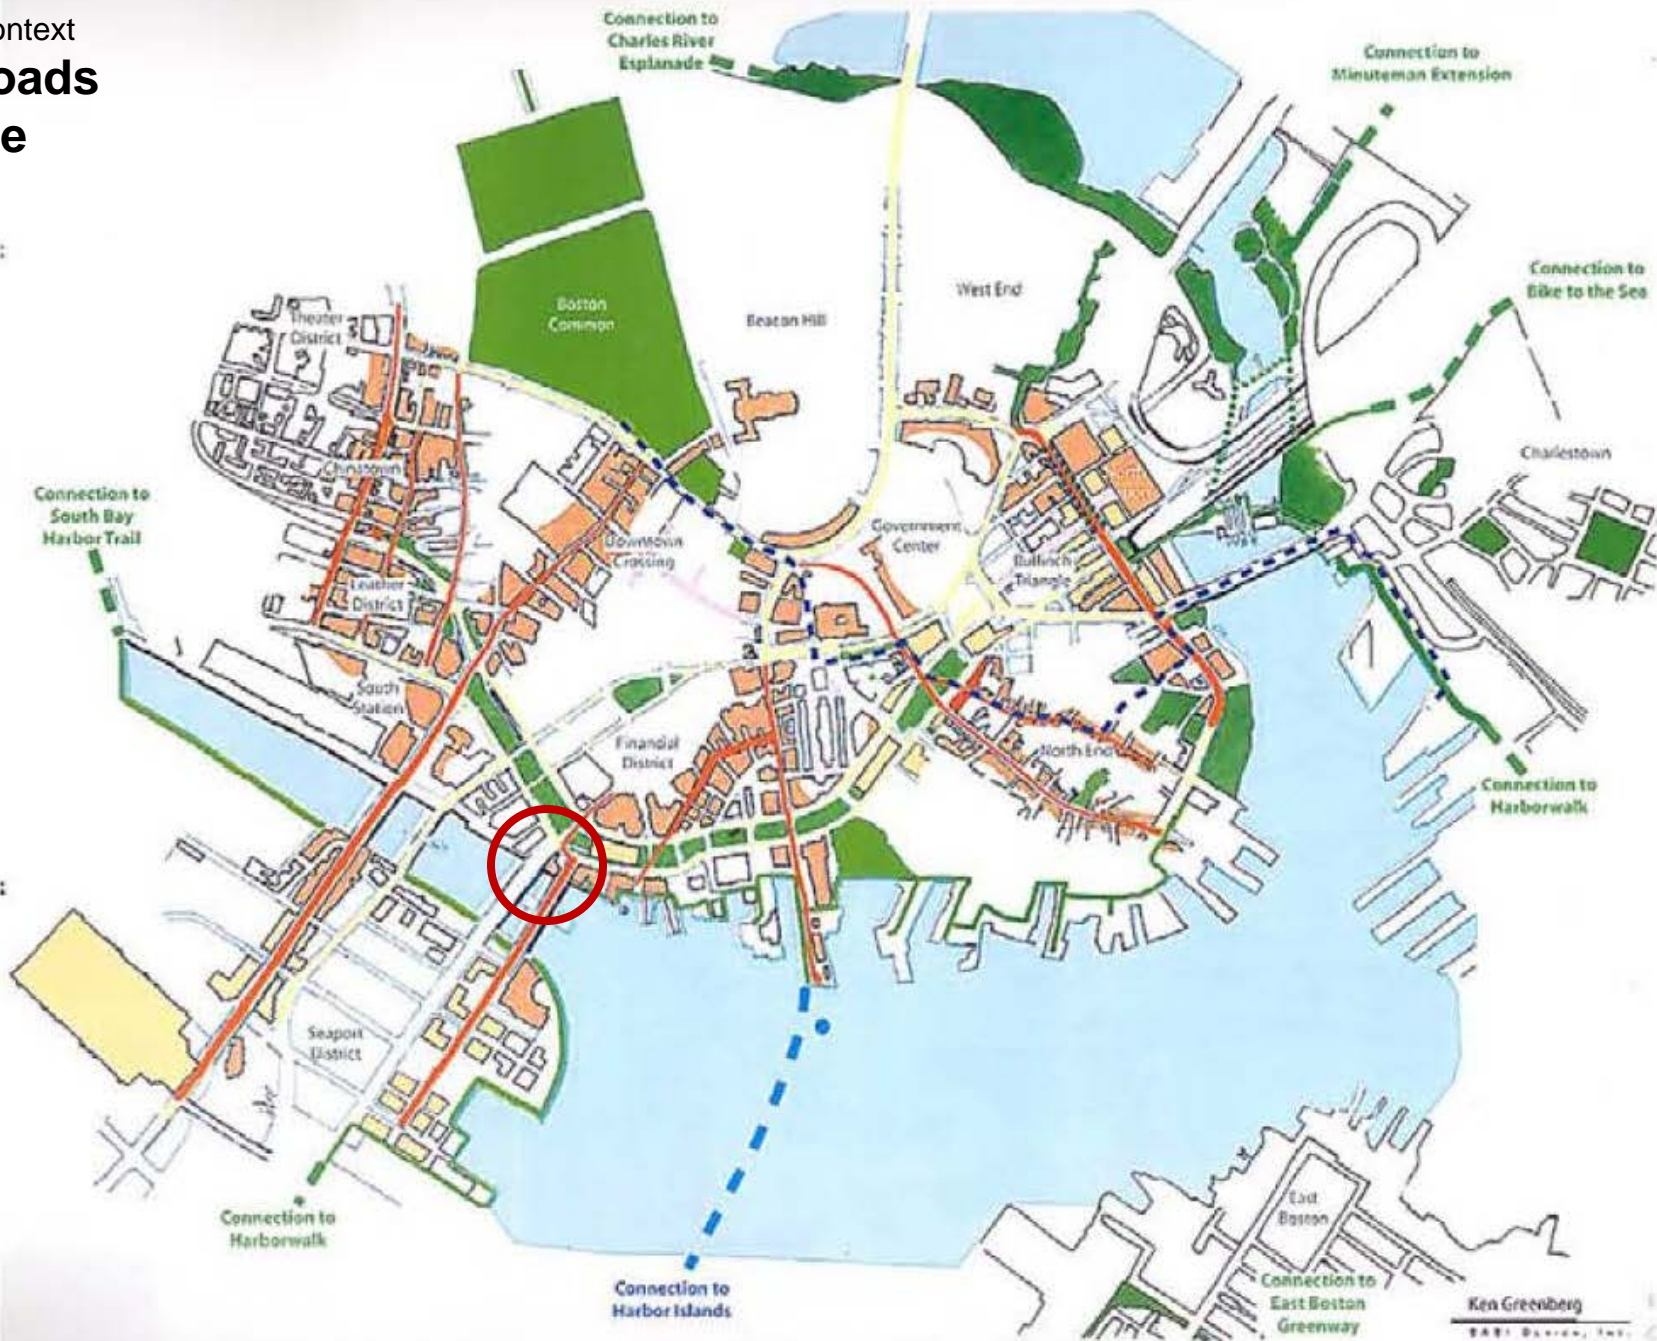 ontext
oads
e
Connection to
Charles River
Esplanade
Connection to
Minuteman Extension
Connection to
Bike to the Sea
Boston
Common
Beacon Hill
West End
Theater
District
Chinatown
Charlestown
Connection to
South Bay
Harbor Trail
Downtown
Crossing
Government
Center
Bulfinch
Triangle
Leather
District
South
Station
Financial
District
North End
Connection to
Harborwalk
Seaport
District
Connection to
Harborwalk
Connection to
Harbor Islands
East
Boston
Connection to
East Boston
Greenway
Ken Greenberg